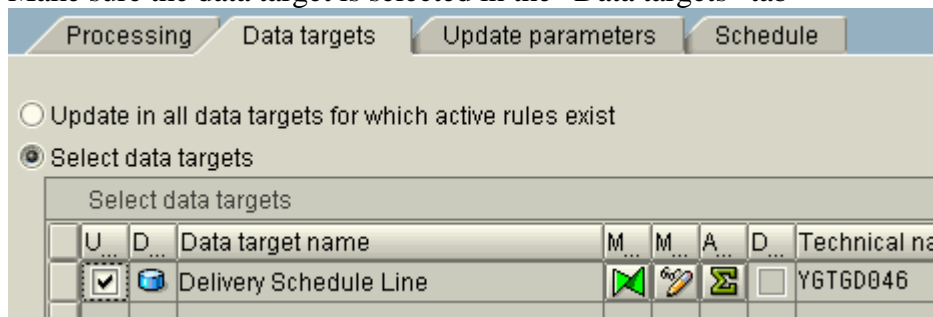 Make sure the data target is selected in the "Data targets" tab
Processing Data targets Update parameters Schedule
Update in all data targets for which active rules exist
Select data targets
Select data targets
U... D... Data target name M... M... A... D... Technical na
Delivery Schedule Line YGTGD046